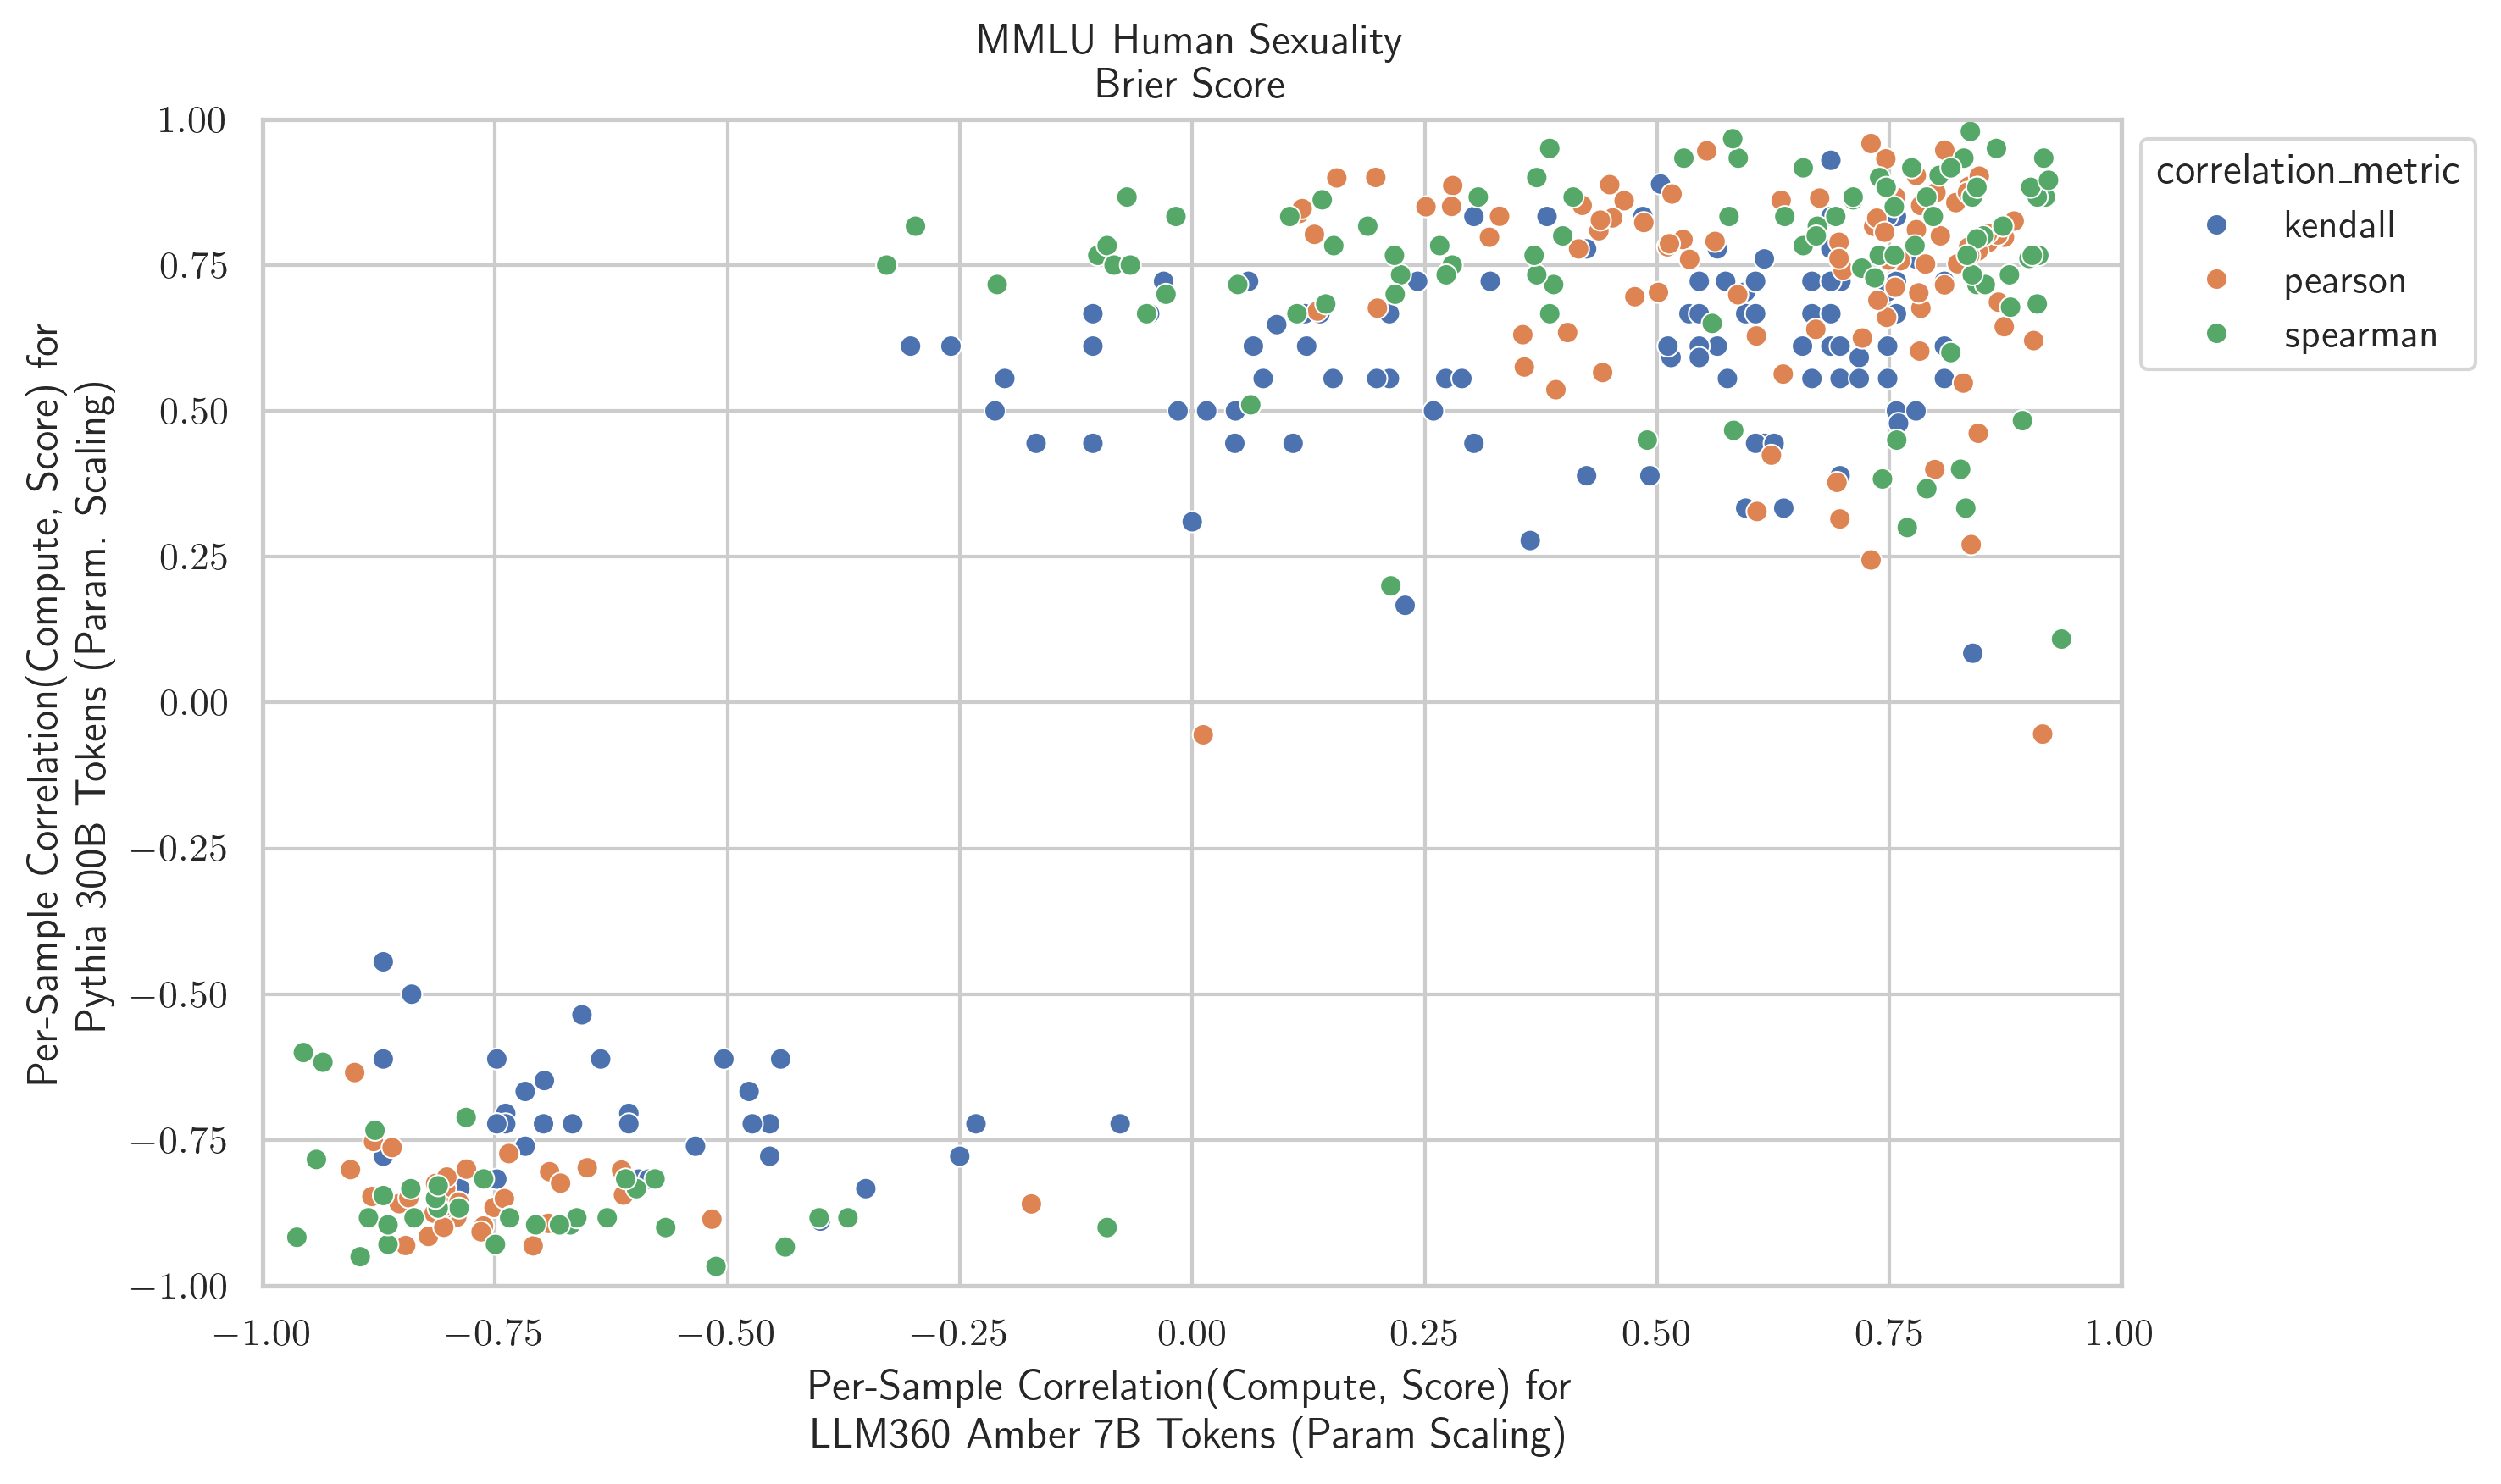 MMLU Human Sexuality
Brier Score
1.00
0.75
0.50
0.25
0.00
−0.25
−0.50
−0.75
−1.00
Per-Sample Correlation(Compute, Score) for
Pythia 300B Tokens (Param. Scaling)
−1.00 −0.75 −0.50 −0.25 0.00 0.25 0.50 0.75 1.00
Per-Sample Correlation(Compute, Score) for
LLM360 Amber 7B Tokens (Param Scaling)
correlation_metric
kendall
pearson
spearman